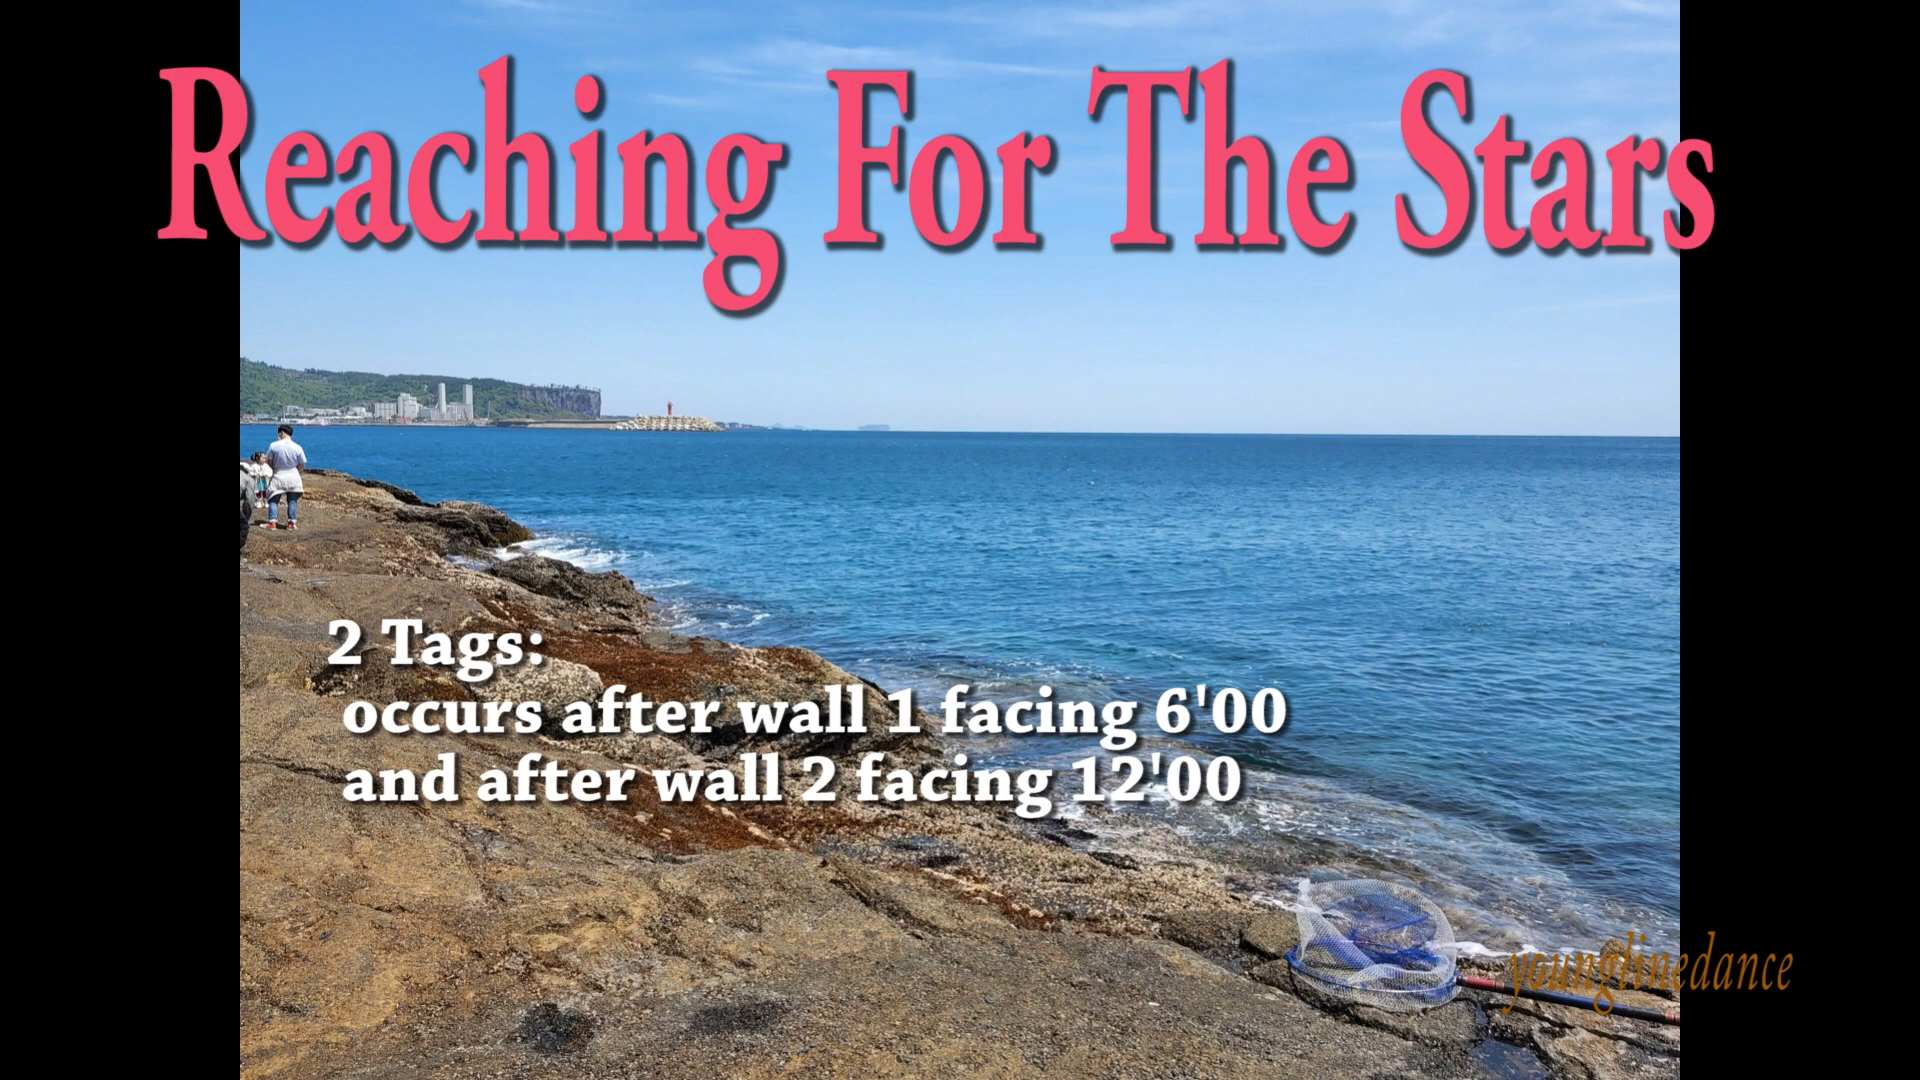 Reaching For The Stars
2 Tags:
occurs after wall 1 facing 6'00
and after wall 2 facing 12'00
younglinedance